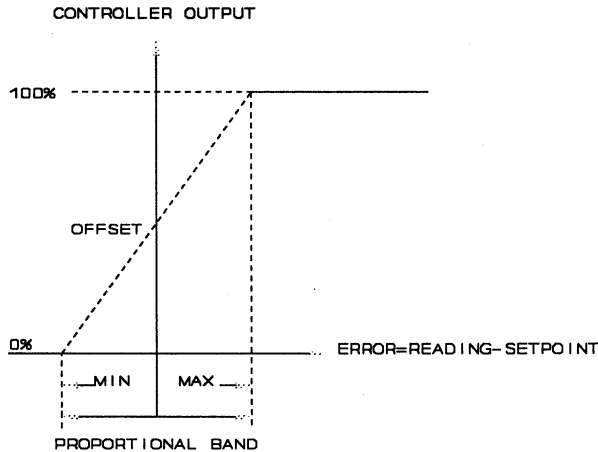 CONTROLLER OUTPUT
100%
OFFSET
0%
ERROR=READING-SETPOINT
MIN MAX
PROPORTIONAL BAND